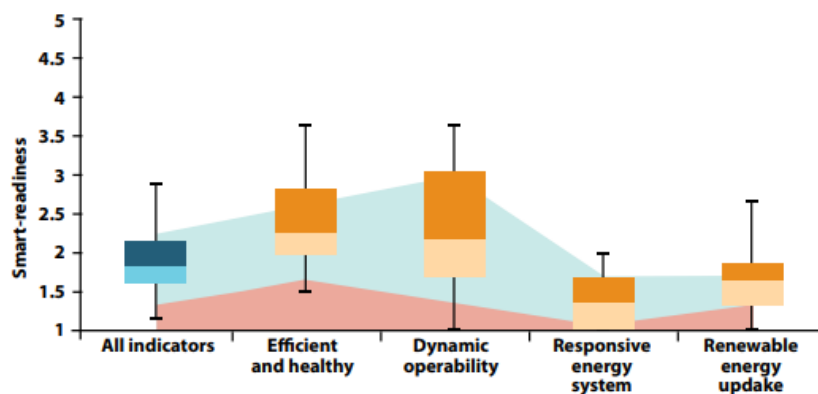 5
4.5
4
3.5
3
2.5
2
1.5
1
Smart-readiness
All indicators
Efficient
and healthy
Dynamic
operability
Responsive
energy
system
Renewable
energy
updake